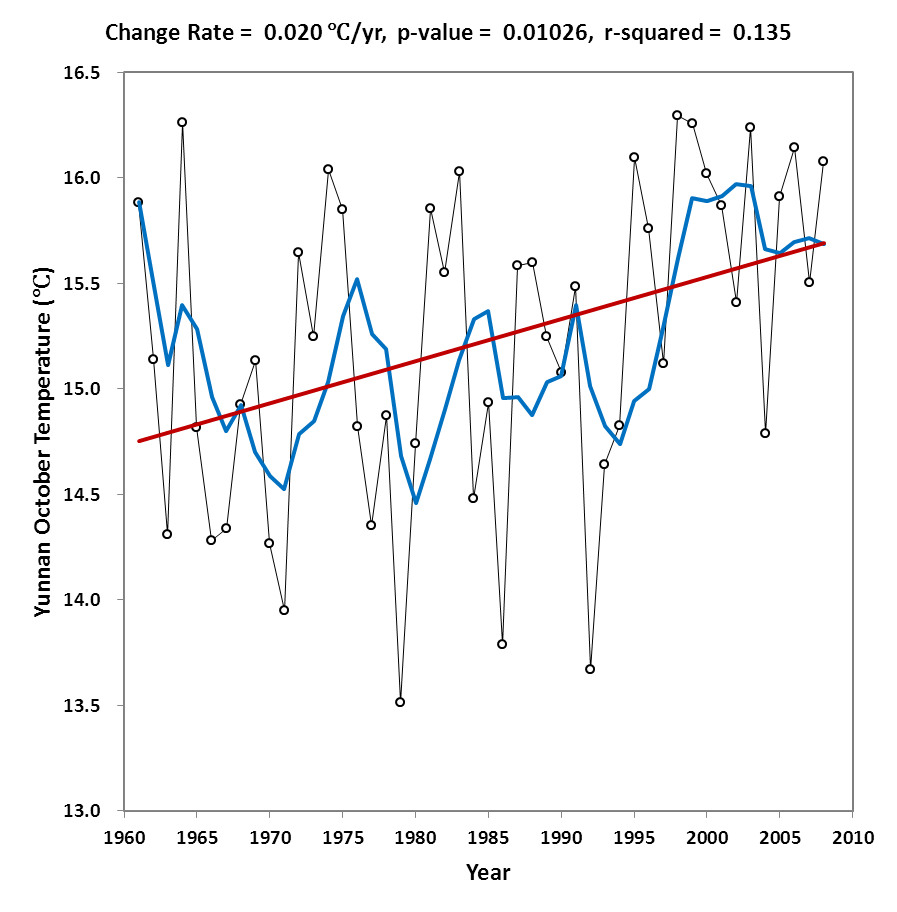 Change Rate = 0.020 ℃/yr, p-value = 0.01026, r-squared = 0.135
16.5
16.0
15.5
15.0
14.5
14.0
13.5
13.0
Yunnan October Temperature (℃)
1960 1965 1970 1975 1980 1985 1990 1995 2000 2005 2010
Year